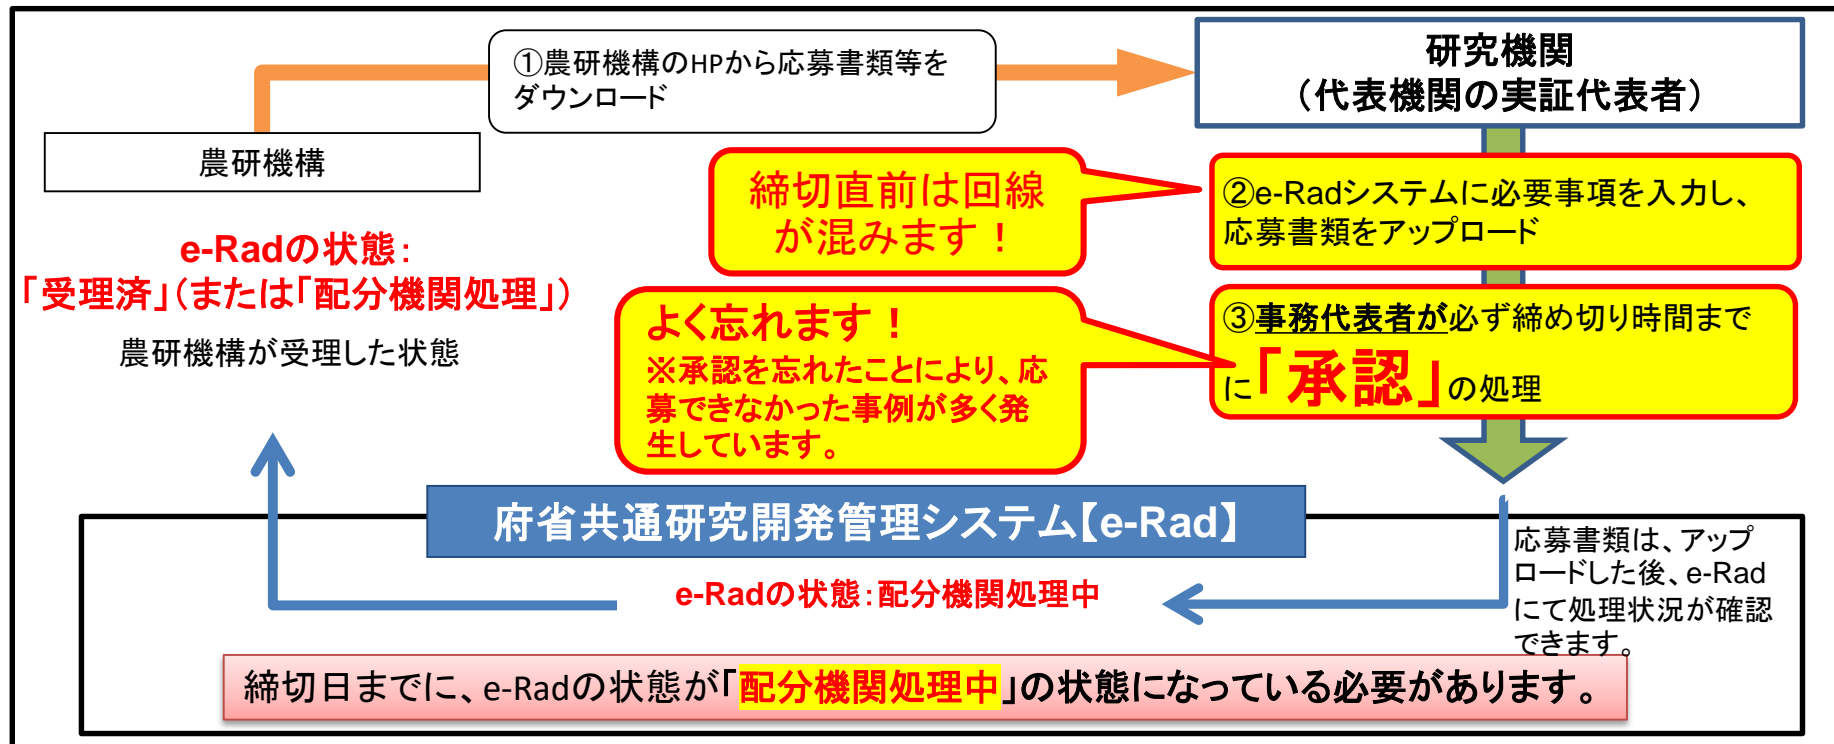 ①農研機構のHPから応募書類等を
ダウンロード
研究機関
（代表機関の実証代表者）
農研機構
締切直前は回線
が混みます！
②e-Radシステムに必要事項を入力し、
応募書類をアップロード
e-Radの状態：
「受理済」（または「配分機関処理」）
農研機構が受理した状態
よく忘れます！
※承認を忘れたことにより、応
募できなかった事例が多く発
生しています。
③事務代表者が必ず締め切り時間まで
に「承認」の処理
府省共通研究開発管理システム【e-Rad】
e-Radの状態：配分機関処理中
応募書類は、アップ
ロードした後、e-Rad
にて処理状況が確認
できます。
締切日までに、e-Radの状態が「配分機関処理中」の状態になっている必要があります。